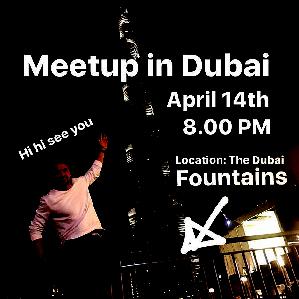 Meetup in Dubai
April 14th
8.00 PM
Hi hi see you
Location: The Dubai
Fountains